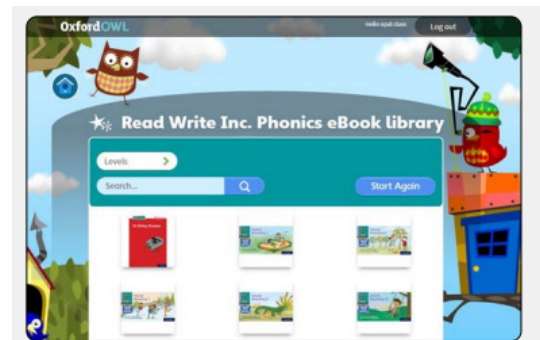 OxfordOWL
Hello opal class
Log out
Read Write Inc. Phonics eBook library
Levels
Search...
Start Again